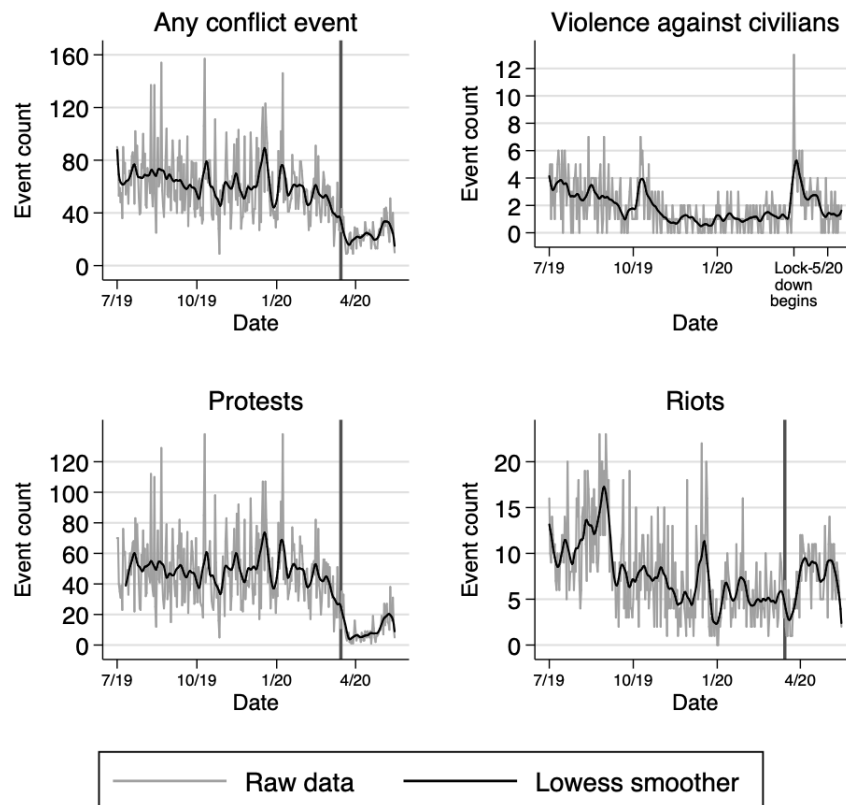 Any conflict event
160
120
80
40
0
Event count
7/19 10/19 1/20 4/20
Date
Violence against civilians
12
10
8
6
4
2
0
Event count
7/19 10/19 1/20 Lock-5/20
down
begins
Date
Protests
120
100
80
60
40
20
0
Event count
7/19 10/19 1/20 4/20
Date
Riots
20
15
10
5
0
Event count
7/19 10/19 1/20 4/20
Date
Raw data Lowess smoother